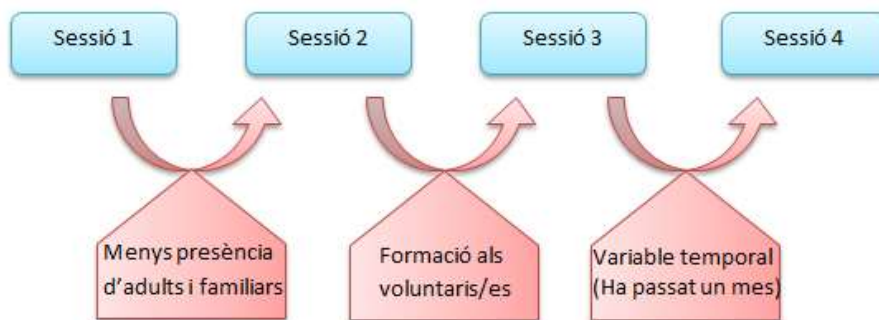 Sessió 1
Sessió 2
Sessió 3
Sessió 4
Menys presència
d'adults i familiars
Formació als
voluntaris/es
Variable temporal
(Ha passat un mes)